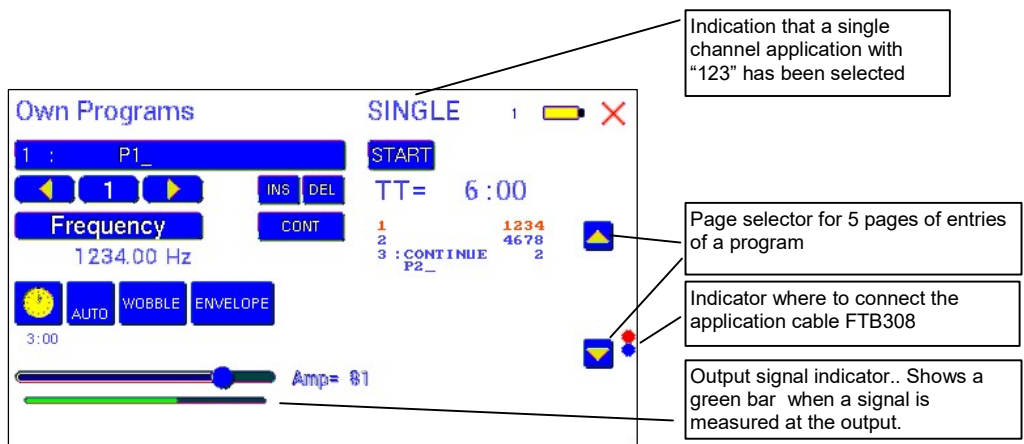 Indication that a single
channel application with
“123” has been selected
Own Programs
SINGLE
1
1 : P1_
START
1
INS
DEL
TT= 6:00
Frequency
CONT
1234.00 Hz
1 1234
2 4678
3 :CONTINUE 2
P2_
AUTO
WOBBLE
ENVELOPE
3:00
Amp= 81
Page selector for 5 pages of entries
of a program
Indicator where to connect the
application cable FTB308
Output signal indicator.. Shows a
green bar when a signal is
measured at the output.